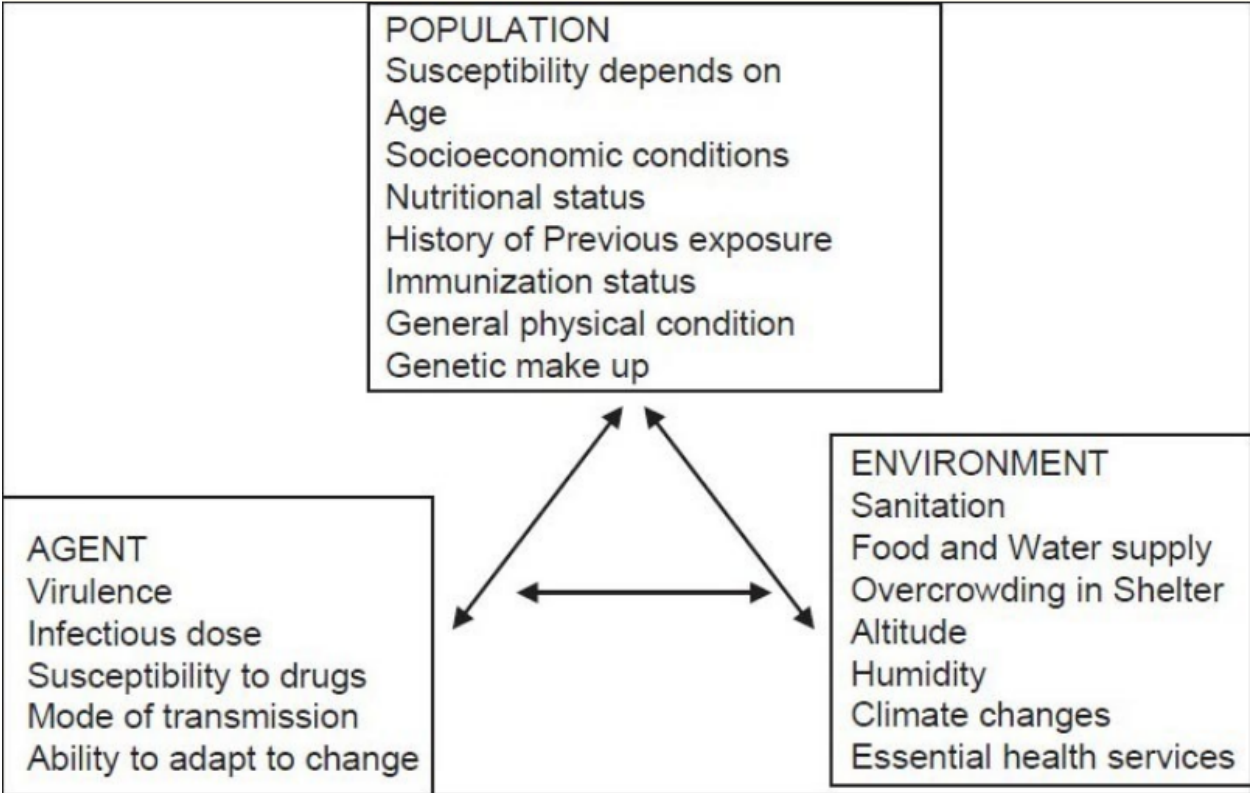 POPULATION
Susceptibility depends on
Age
Socioeconomic conditions
Nutritional status
History of Previous exposure
Immunization status
General physical condition
Genetic make up
AGENT
Virulence
Infectious dose
Susceptibility to drugs
Mode of transmission
Ability to adapt to change
ENVIRONMENT
Sanitation
Food and Water supply
Overcrowding in Shelter
Altitude
Humidity
Climate changes
Essential health services